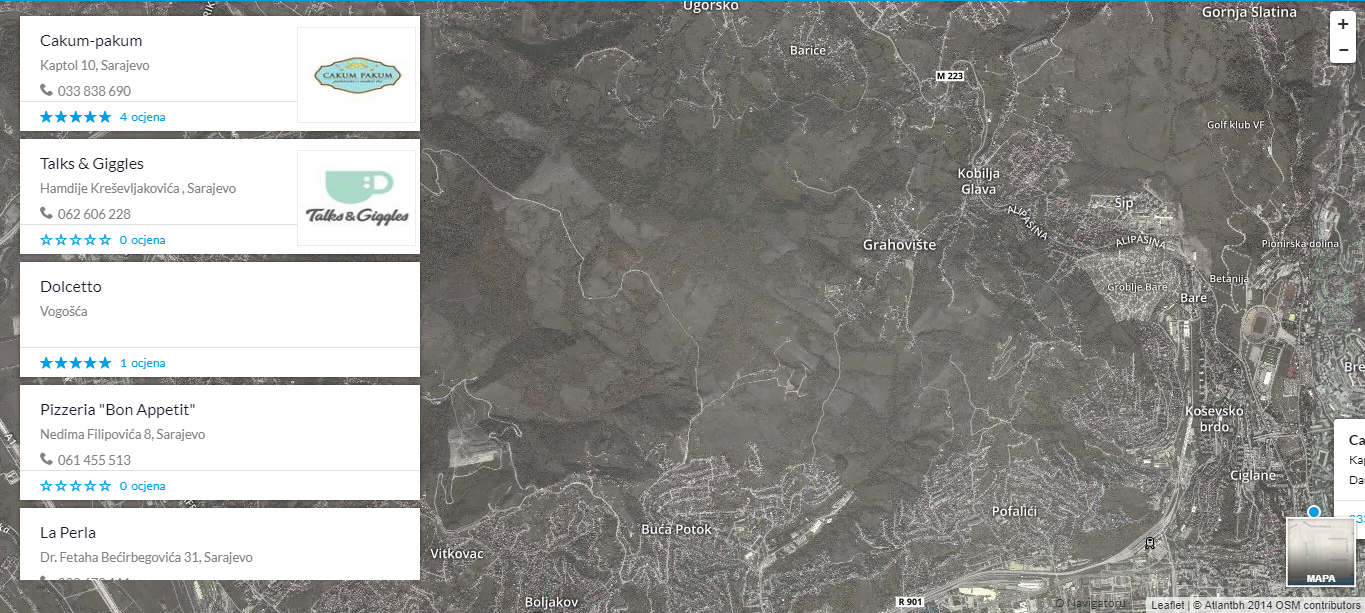 Cakum-pakum
Kaptol 10, Sarajevo
033 838 690
4 ocjena
CAKUM PAKUM
Talks & Giggles
Hamdije Kreševljakovića , Sarajevo
062 606 228
0 ocjena
Talks & Giggles
Dolcetto
Vogošća
1 ocjena
Pizzeria "Bon Appetit"
Nedima Filipovića 8, Sarajevo
061 455 513
0 ocjena
La Perla
Dr. Fetaha Bećirbegovića 31, Sarajevo
Ugorsko
Gornja Slatina
+
−
Barice
M 223
Golf klub VF
Kobilja
Glava
Šip
ALIPAŠINA
ALIPAŠINA
Grahovište
Pionirska dolina
Betanija
Groblje Bare
Bare
Bre
Koševsko
brdo
Ca
Kap
Da
Ciglane
Pofalići
Buća Potok
Vitkovac
MAPA
Boljakov
R 901
A1
Navigatoru
Leaflet | © Atlantbh 2014 OSM contributors